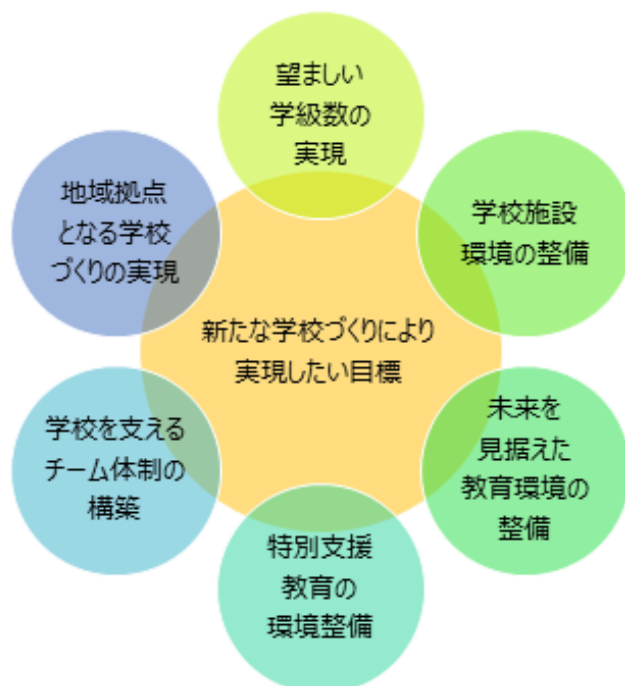 望ましい
学級数の
実現
学校施設
環境の整備
未来を
見据えた
教育環境の
整備
特別支援
教育の
環境整備
学校を支える
チーム体制の
構築
地域拠点
となる学校
づくりの実現
新たな学校づくりにより
実現したい目標